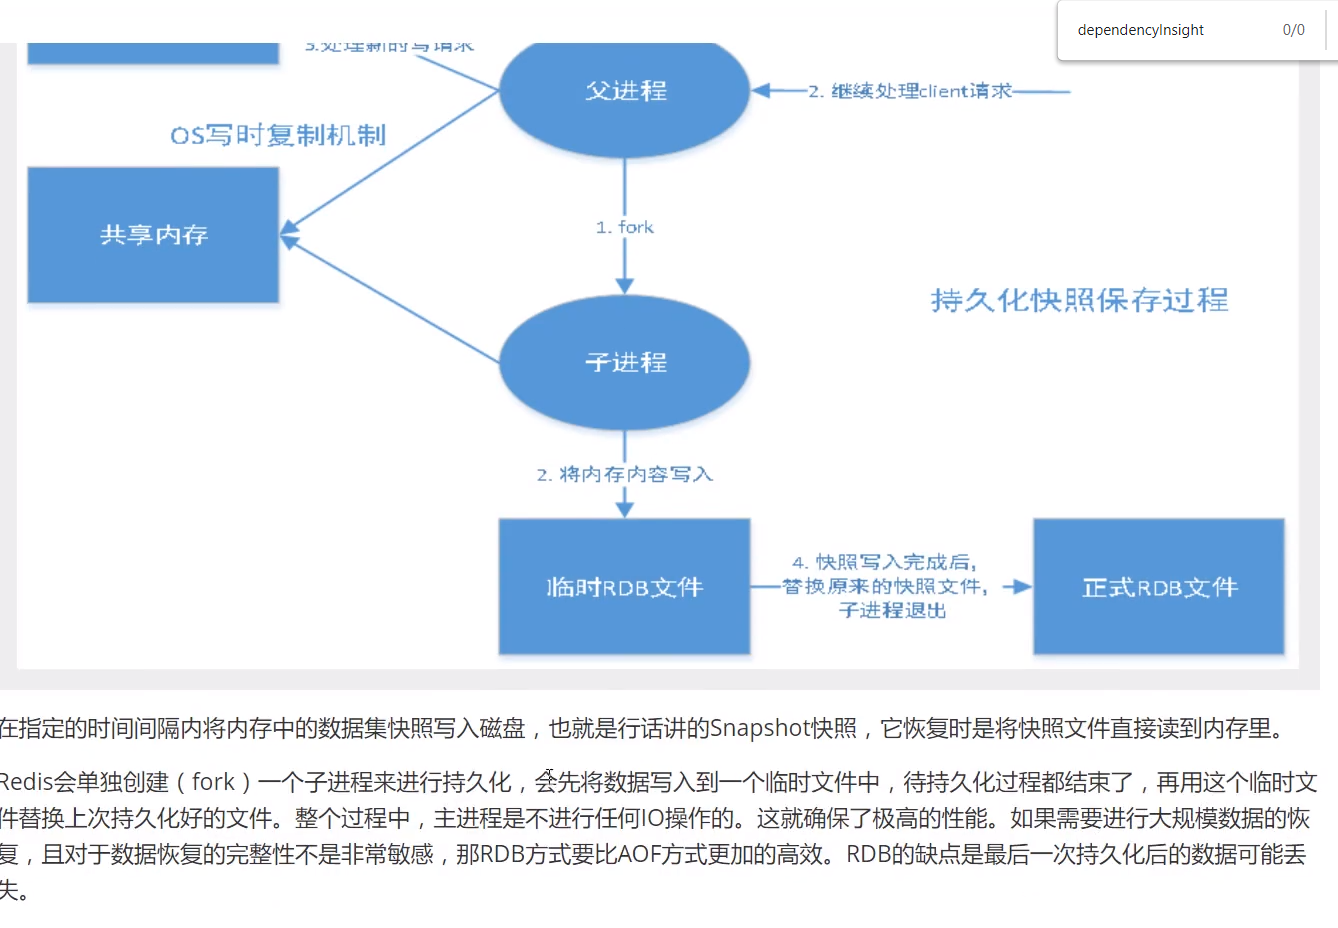 dependencyInsight 0/0
3.处理新的写请求
父进程
2. 继续处理client请求
OS写时复制机制
共享内存
1. fork
持久化快照保存过程
子进程
2. 将内存内容写入
临时RDB文件
4. 快照写入完成后,
替换原来的快照文件,
子进程退出
正式RDB文件
在指定的时间间隔内将内存中的数据集快照写入磁盘，也就是行话讲的Snapshot快照，它恢复时是将快照文件直接读到内存里。
Redis会单独创建（fork）一个子进程来进行持久化，会先将数据写入到一个临时文件中，待持久化过程都结束了，再用这个临时文
件替换上次持久化好的文件。整个过程中，主进程是不进行任何IO操作的。这就确保了极高的性能。如果需要进行大规模数据的恢
复，且对于数据恢复的完整性不是非常敏感，那RDB方式要比AOF方式更加的高效。RDB的缺点是最后一次持久化后的数据可能丢
失。